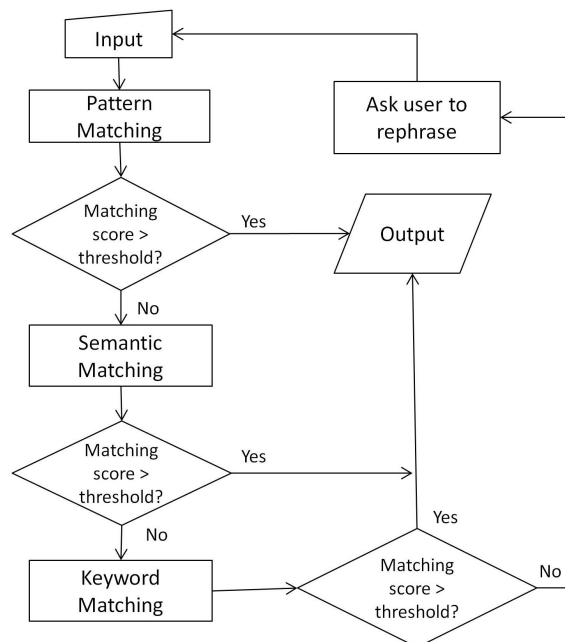 Input
Pattern
Matching
Ask user to
rephrase
Matching
score >
threshold?
Yes
Output
No
Semantic
Matching
Matching
score >
threshold?
Yes
No
Keyword
Matching
Yes
Matching
score >
threshold?
No